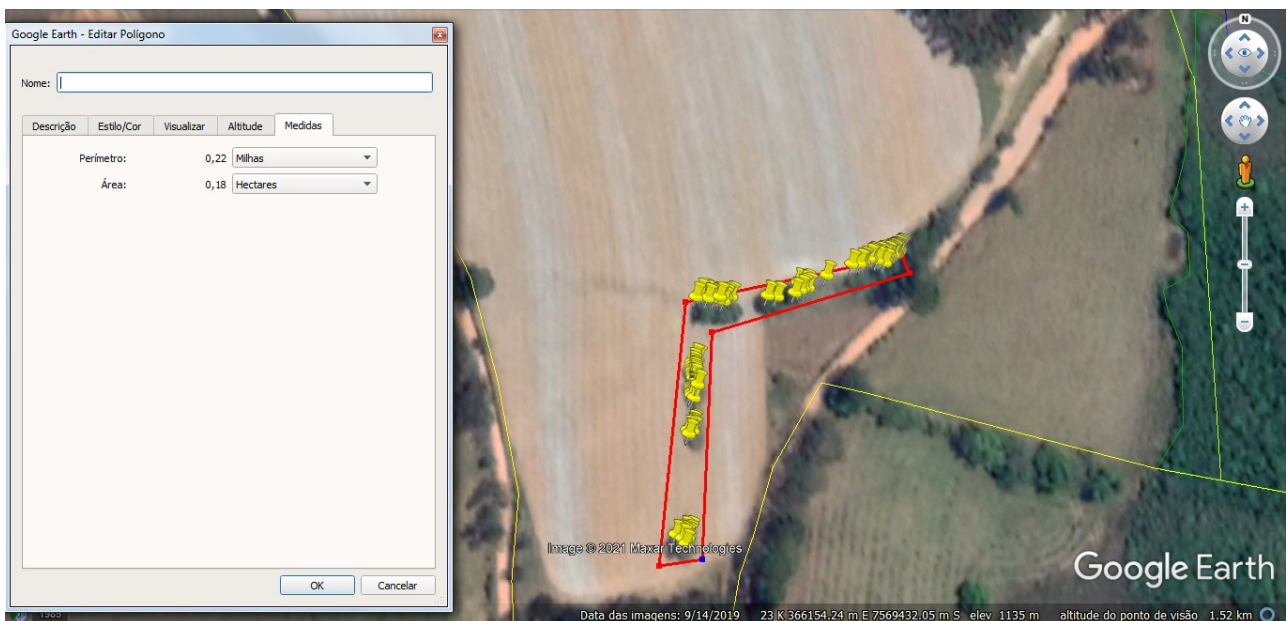 Google Earth - Editar Polígono
Nome:
Descrição Estilo/Cor Visualizar Altitude Medidas
Perímetro: 0,22 Milhas
Área: 0,18 Hectares
OK Cancelar
N
Image © 2021 Maxar Technologies
Google Earth
1985 Data das imagens: 9/14/2019 23 K 366154.24 m E 7569432.05 m S elev 1135 m altitude do ponto de visão 1.52 km